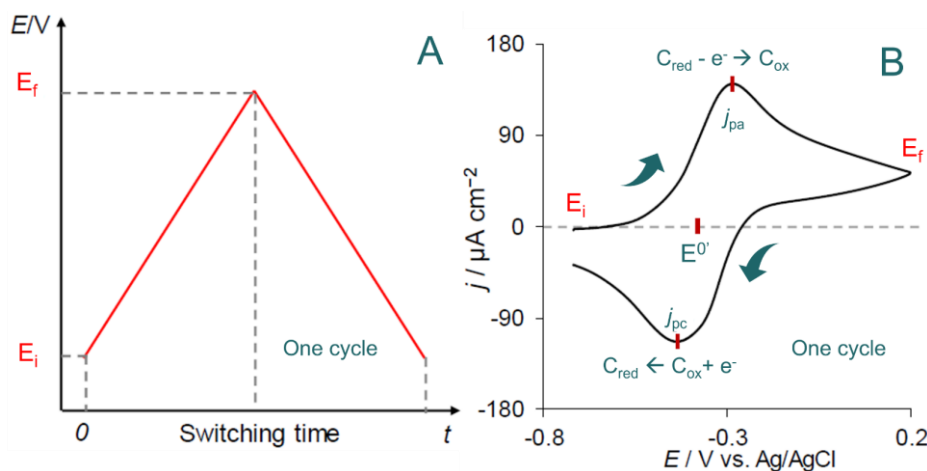 E/V
A
E_f
E_i
One cycle
0
Switching time
t
180
90
0
-90
-180
j / µA cm⁻²
C_red - e⁻ → C_ox
B
j_pa
E_f
E_i
E⁰'
j_pc
C_red ← C_ox + e⁻
One cycle
-0.8
-0.3
0.2
E / V vs. Ag/AgCl